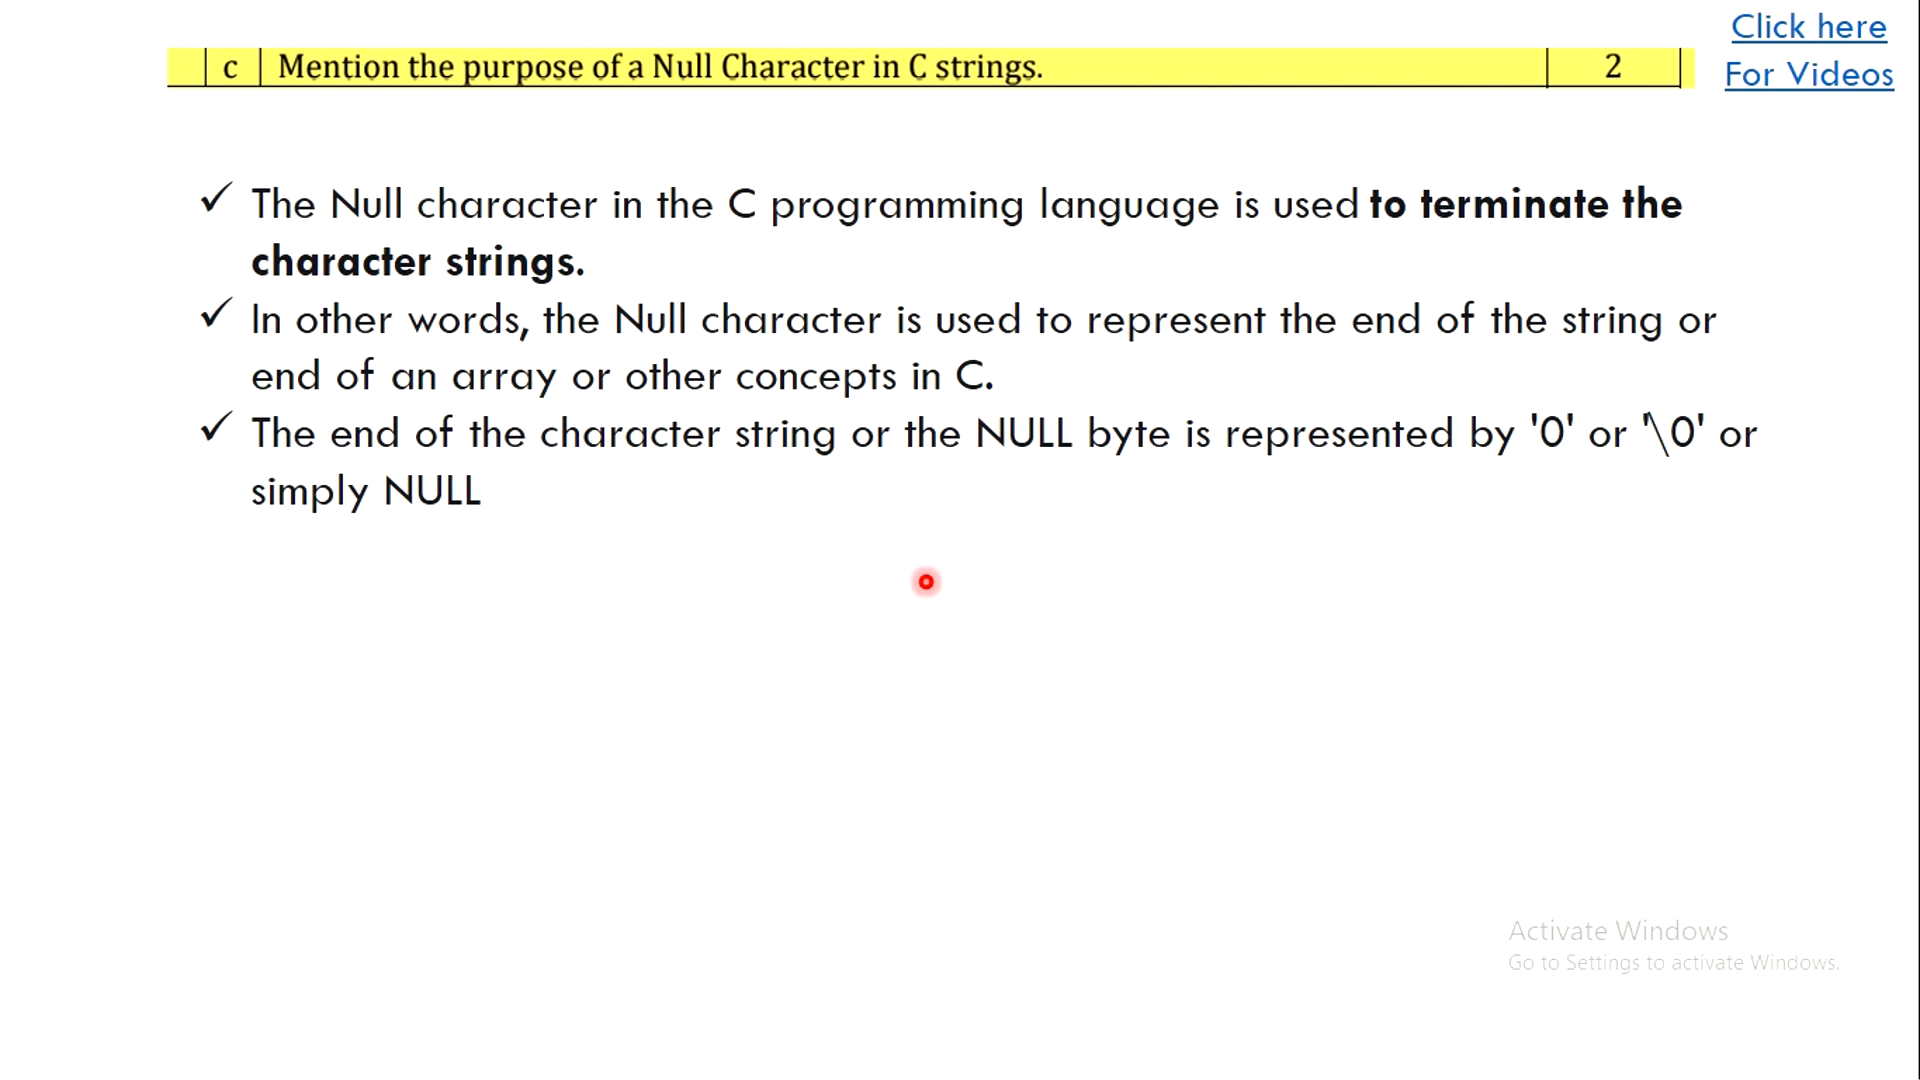 Click here
For Videos
c Mention the purpose of a Null Character in C strings. 2
✓ The Null character in the C programming language is used to terminate the
character strings.
✓ In other words, the Null character is used to represent the end of the string or
end of an array or other concepts in C.
✓ The end of the character string or the NULL byte is represented by '0' or '\0' or
simply NULL
Activate Windows
Go to Settings to activate Windows.